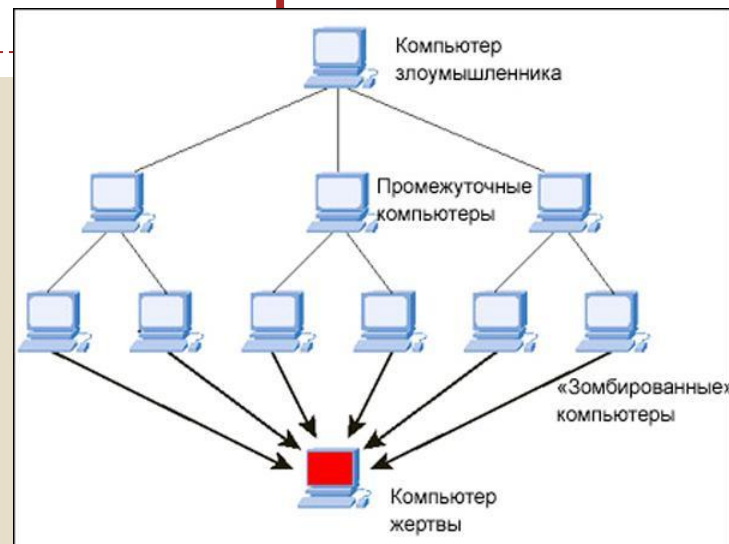 Компьютер
злоумышленника
Промежуточные
компьютеры
«Зомбированные»
компьютеры
Компьютер
жертвы